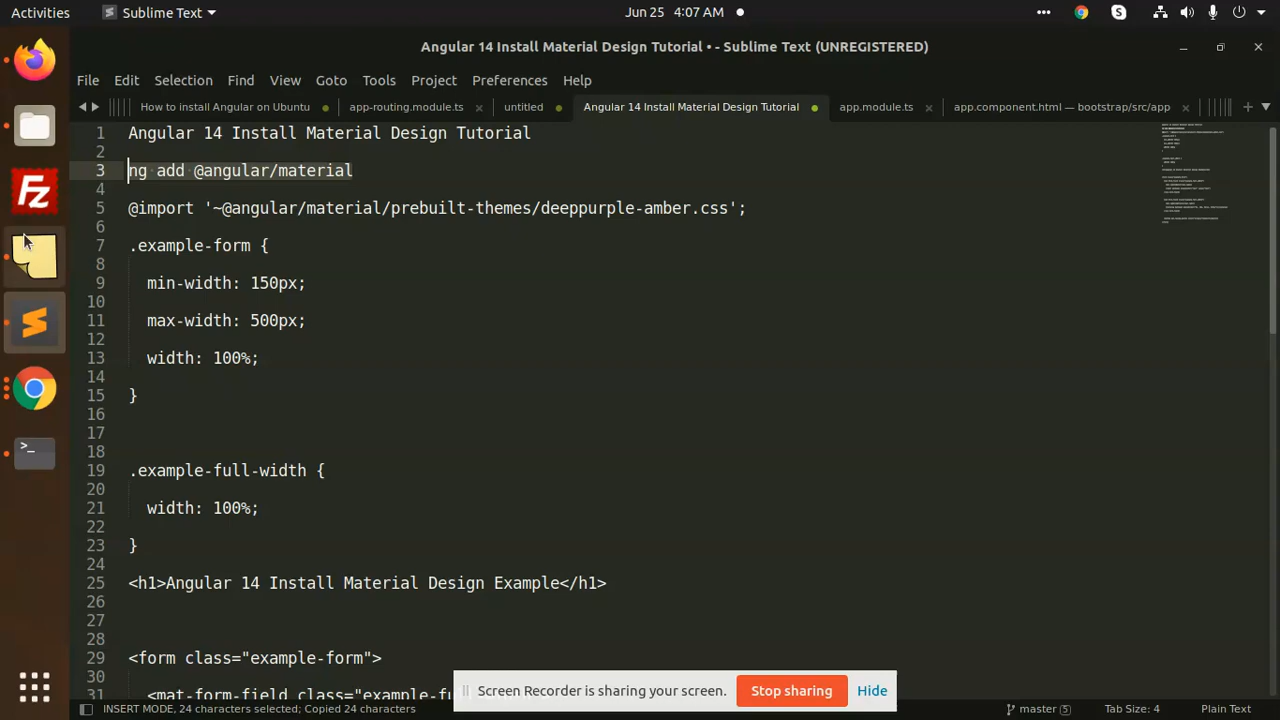 Activities
Sublime Text
Jun 25 4:07 AM
Angular 14 Install Material Design Tutorial • - Sublime Text (UNREGISTERED)
File Edit Selection Find View Goto Tools Project Preferences Help
How to install Angular on Ubuntu
app-routing.module.ts
untitled
Angular 14 Install Material Design Tutorial
app.module.ts
app.component.html — bootstrap/src/app
1 Angular 14 Install Material Design Tutorial
2
3 ng add @angular/material
4
5 @import '~@angular/material/prebuilt-themes/deeppurple-amber.css';
6
7 .example-form {
8
9 min-width: 150px;
10
11 max-width: 500px;
12
13 width: 100%;
14
15 }
16
17
18
19 .example-full-width {
20
21 width: 100%;
22
23 }
24
25 <h1>Angular 14 Install Material Design Example</h1>
26
27
28
29 <form class="example-form">
30
31 <mat-form-field class="example-fu
Screen Recorder is sharing your screen.
Stop sharing
Hide
INSERT MODE, 24 characters selected; Copied 24 characters
master 5
Tab Size: 4
Plain Text